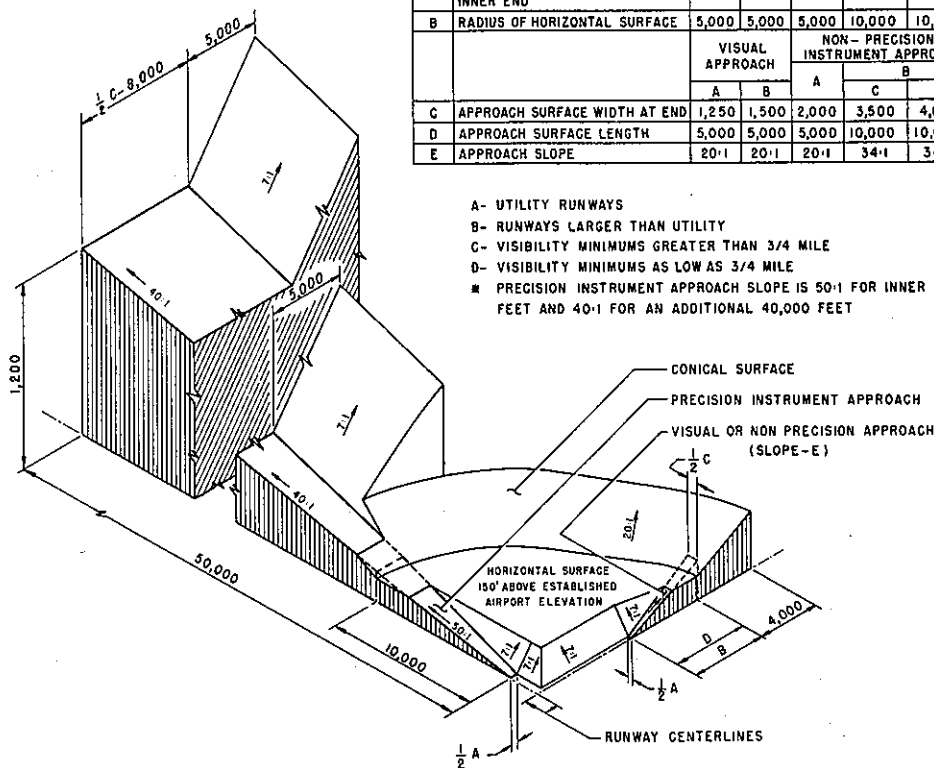 INNER END
B RADIUS OF HORIZONTAL SURFACE 5,000 5,000 5,000 10,000 10,
VISUAL APPROACH
NON-PRECISION INSTRUMENT APPRO
A B A B
C
C APPROACH SURFACE WIDTH AT END 1,250 1,500 2,000 3,500 4,
D APPROACH SURFACE LENGTH 5,000 5,000 5,000 10,000 10,
E APPROACH SLOPE 20:1 20:1 20:1 34:1 3
A- UTILITY RUNWAYS
B- RUNWAYS LARGER THAN UTILITY
C- VISIBILITY MINIMUMS GREATER THAN 3/4 MILE
D- VISIBILITY MINIMUMS AS LOW AS 3/4 MILE
* PRECISION INSTRUMENT APPROACH SLOPE IS 50:1 FOR INNER
FEET AND 40:1 FOR AN ADDITIONAL 40,000 FEET
5,000
1/2 C-8,000
7:1
40:1
5,000
1,200
7:1
40:1
50,000
CONICAL SURFACE
PRECISION INSTRUMENT APPROACH
VISUAL OR NON PRECISION APPROACH
(SLOPE-E)
1/2 C
20:1
HORIZONTAL SURFACE
150' ABOVE ESTABLISHED
AIRPORT ELEVATION
50:1
7:1
7:1
7:1
7:1
7:1
10,000
4,000
D
B
1/2 A
RUNWAY CENTERLINES
1/2 A